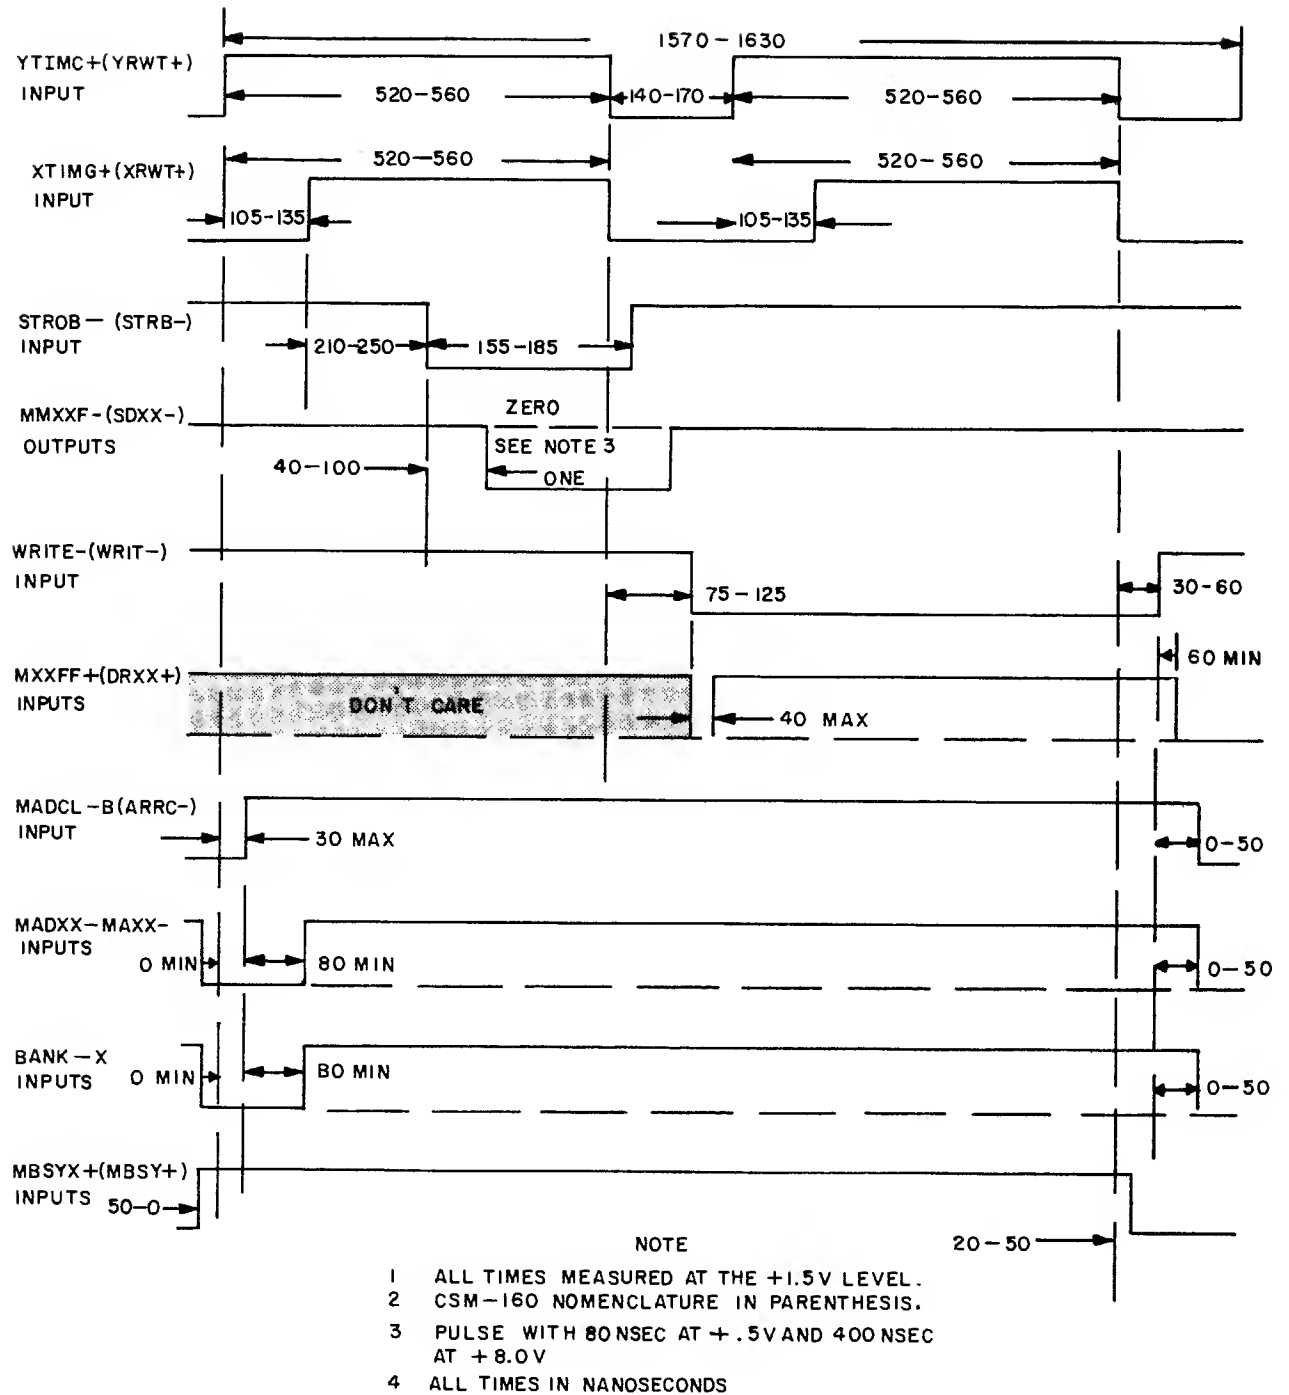 1570-1630
YTIMC+(YRWT+)
INPUT
520-560
140-170
520-560
XTIMG+(XRWT+)
INPUT
520-560
520-560
105-135
105-135
STROB-(STRB-)
INPUT
210-250
155-185
MMXXF-(SDXX-)
OUTPUTS
ZERO
SEE NOTE 3
40-100
ONE
WRITE-(WRIT-)
INPUT
75-125
30-60
MXXFF+(DRXX+)
INPUTS
DON'T CARE
60 MIN
40 MAX
MADCL-B(ARRC-)
INPUT
30 MAX
0-50
MADXX-MAXX-
INPUTS
0 MIN
80 MIN
0-50
BANK-X
INPUTS
0 MIN
80 MIN
0-50
MBSYX+(MBSY+)
INPUTS
50-0
20-50
NOTE
1 ALL TIMES MEASURED AT THE +1.5V LEVEL.
2 CSM-160 NOMENCLATURE IN PARENTHESIS.
3 PULSE WITH 80NSEC AT +.5V AND 400NSEC
AT +8.0V
4 ALL TIMES IN NANOSECONDS